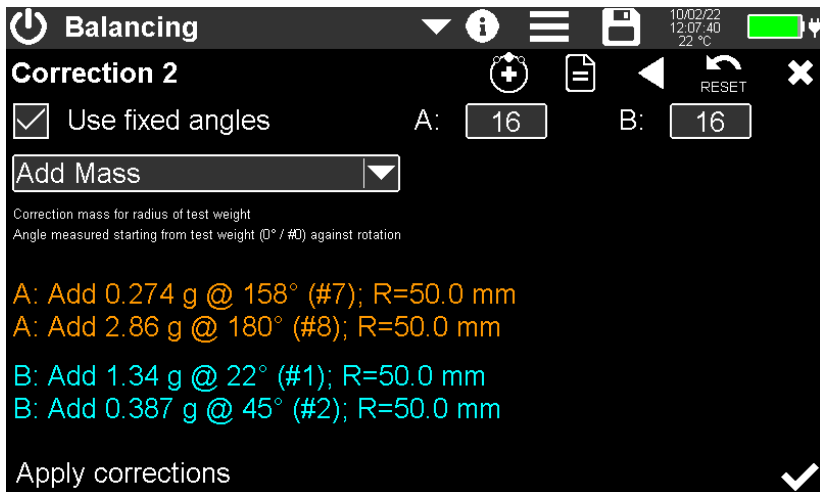 Balancing
10/02/22
12:07:40
22 °C
Correction 2
RESET
Use fixed angles A: 16 B: 16
Add Mass
Correction mass for radius of test weight
Angle measured starting from test weight (0° / #0) against rotation
A: Add 0.274 g @ 158° (#7); R=50.0 mm
A: Add 2.86 g @ 180° (#8); R=50.0 mm
B: Add 1.34 g @ 22° (#1); R=50.0 mm
B: Add 0.387 g @ 45° (#2); R=50.0 mm
Apply corrections